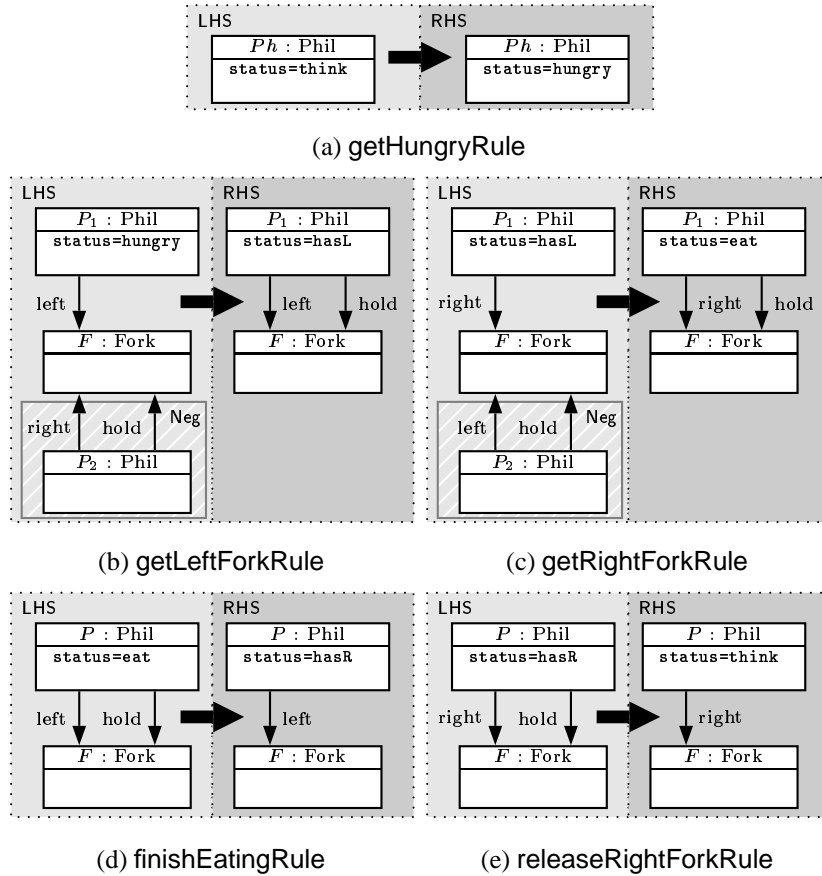 LHS RHS
Ph : Phil Ph : Phil
status=think status=hungry
(a) getHungryRule
LHS RHS LHS RHS
P₁ : Phil P₁ : Phil P₁ : Phil P₁ : Phil
status=hungry status=hasL status=hasL status=eat
left left hold right right hold
F : Fork F : Fork F : Fork F : Fork
right hold Neg left hold Neg
P₂ : Phil P₂ : Phil
(b) getLeftForkRule (c) getRightForkRule
LHS RHS LHS RHS
P : Phil P : Phil P : Phil P : Phil
status=eat status=hasR status=hasR status=think
left hold left right hold right
F : Fork F : Fork F : Fork F : Fork
(d) finishEatingRule (e) releaseRightForkRule